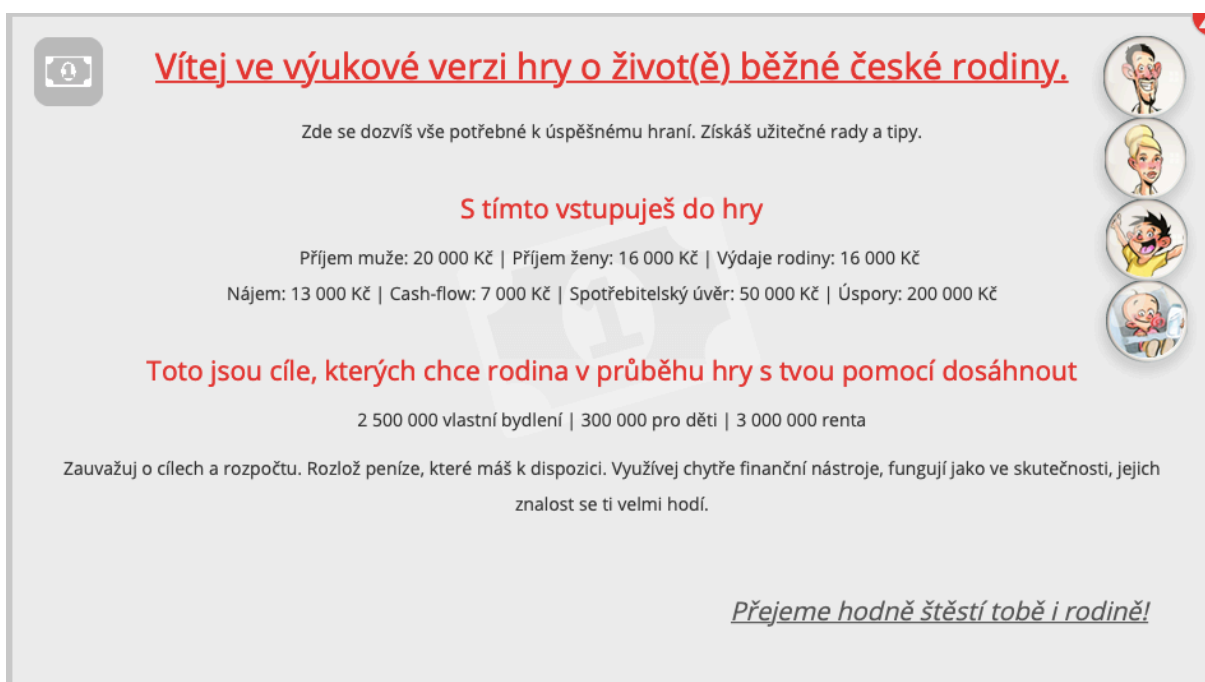 Vítej ve výukové verzi hry o život(ě) běžné české rodiny.
Zde se dozvíš vše potřebné k úspěšnému hraní. Získáš užitečné rady a tipy.
S tímto vstupuješ do hry
Příjem muže: 20 000 Kč | Příjem ženy: 16 000 Kč | Výdaje rodiny: 16 000 Kč
Nájem: 13 000 Kč | Cash-flow: 7 000 Kč | Spotřebitelský úvěr: 50 000 Kč | Úspory: 200 000 Kč
Toto jsou cíle, kterých chce rodina v průběhu hry s tvou pomocí dosáhnout
2 500 000 vlastní bydlení | 300 000 pro děti | 3 000 000 renta
Zauvažuj o cílech a rozpočtu. Rozlož peníze, které máš k dispozici. Využívej chytře finanční nástroje, fungují jako ve skutečnosti, jejich
znalost se ti velmi hodí.
Přejeme hodně štěstí tobě i rodině!